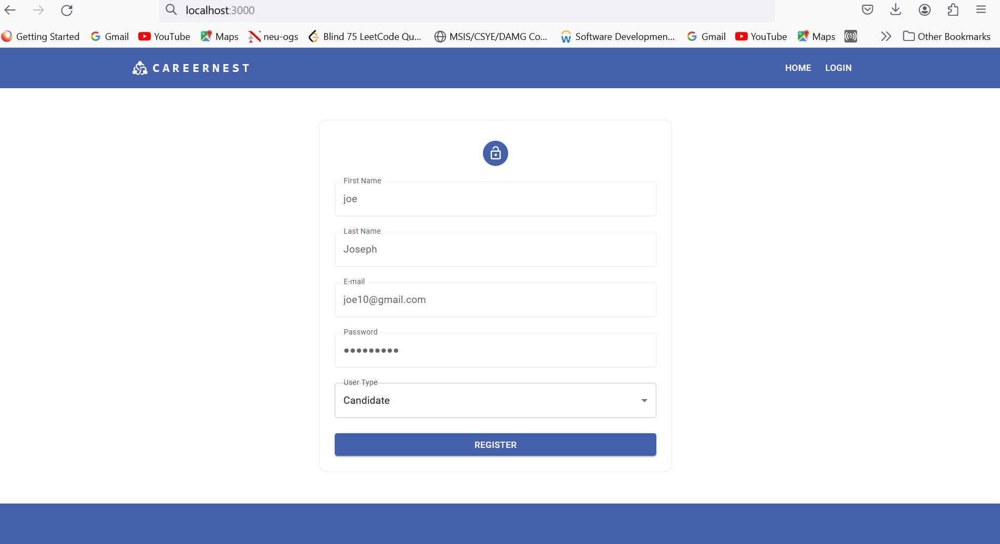 localhost:3000
Getting Started Gmail YouTube Maps neu-ogs Blind 75 LeetCode Qu... MSIS/CSYE/DAMG Co... Software Developmen... Gmail YouTube Maps Other Bookmarks
CAREERNEST HOME LOGIN
First Name
joe
Last Name
Joseph
E-mail
joe10@gmail.com
Password
•••••••••
User Type
Candidate
REGISTER